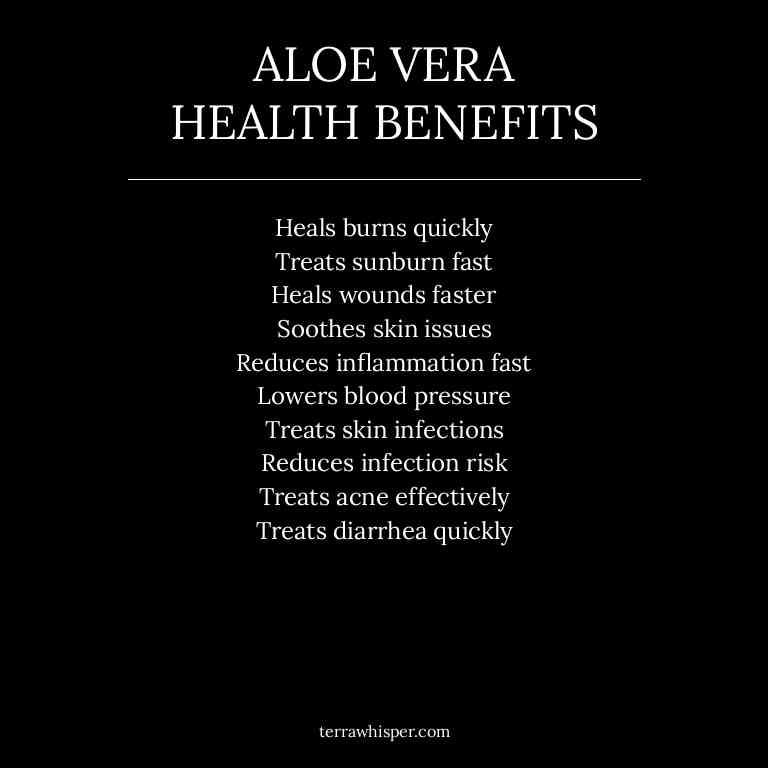 ALOE VERA
HEALTH BENEFITS
Heals burns quickly
Treats sunburn fast
Heals wounds faster
Soothes skin issues
Reduces inflammation fast
Lowers blood pressure
Treats skin infections
Reduces infection risk
Treats acne effectively
Treats diarrhea quickly
terrawhisper.com